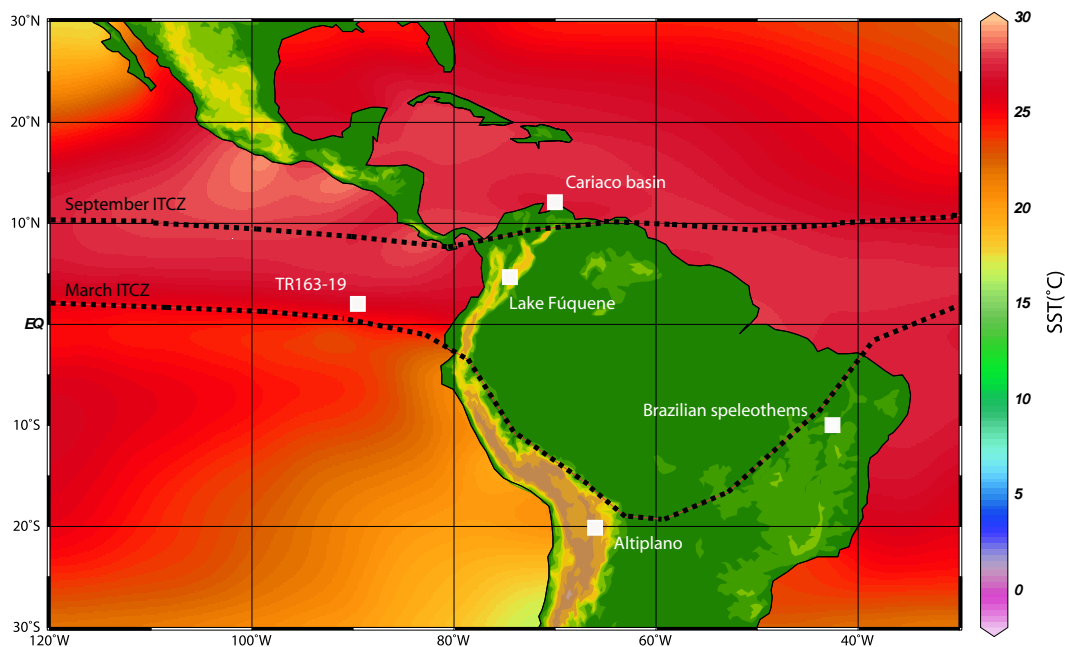 30°N
20°N
10°N
EQ
10°S
20°S
30°S
120°W
100°W
80°W
60°W
40°W
September ITCZ
March ITCZ
TR163-19
Cariaco basin
Lake Fúquene
Brazilian speleothems
Altiplano
30
25
20
15
10
5
0
SST(°C)